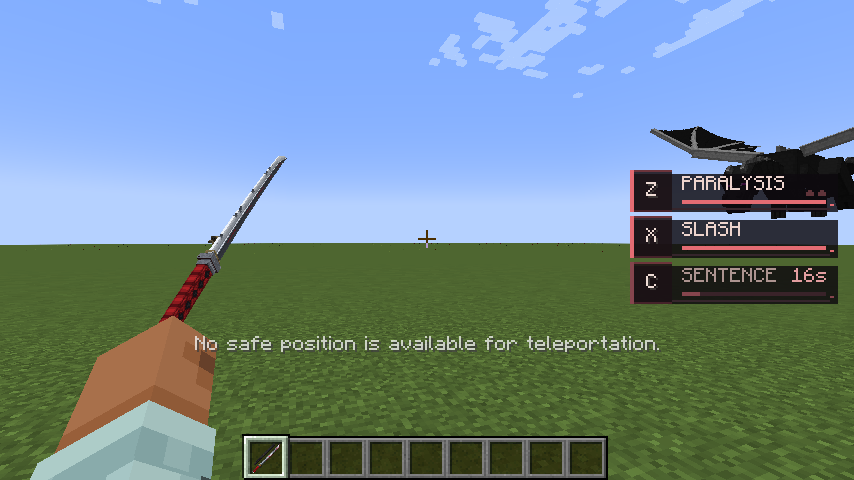 Z PARALYSIS
X SLASH
C SENTENCE 16s
No safe position is available for teleportation.